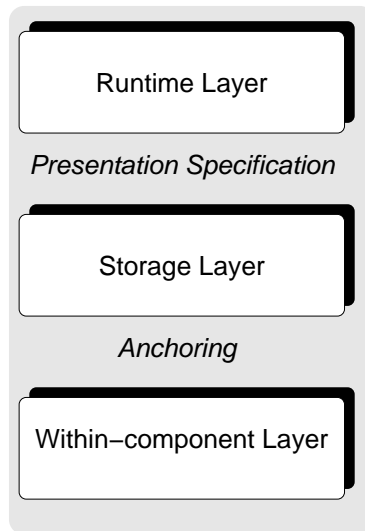 Runtime Layer
Presentation Specification
Storage Layer
Anchoring
Within−component Layer